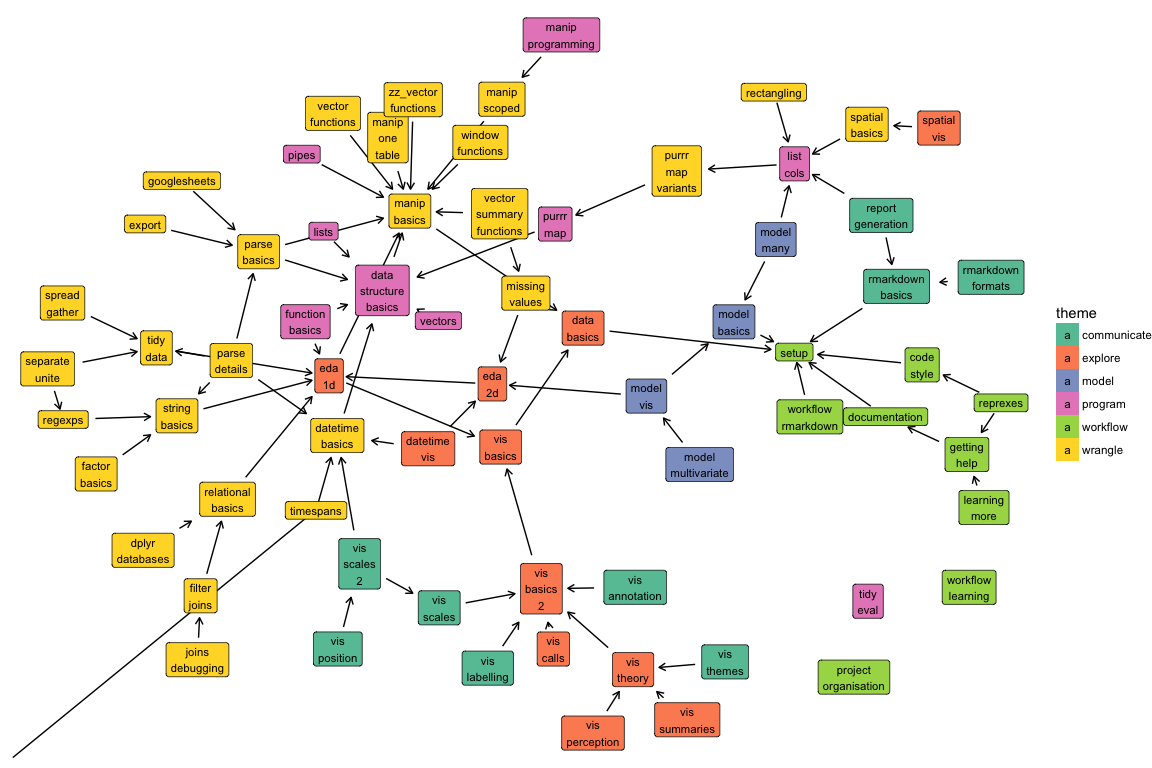 manip
programming
zz_vector
functions
manip
scoped
vector
functions
manip
one
table
window
functions
rectangling
spatial
basics
spatial
vis
pipes
list
cols
purrr
map
variants
googlesheets
export
lists
manip
basics
vector
summary
functions
purrr
map
report
generation
model
many
parse
basics
data
structure
basics
missing
values
rmarkdown
basics
rmarkdown
formats
spread
gather
function
basics
vectors
data
basics
model
basics
tidy
data
separate
unite
parse
details
eda
1d
eda
2d
setup
code
style
model
vis
regexps
string
basics
workflow
rmarkdown
documentation
reprexes
datetime
basics
datetime
vis
vis
basics
getting
help
factor
basics
model
multivariate
relational
basics
timespans
learning
more
dplyr
databases
vis
scales
2
vis
basics
2
vis
annotation
filter
joins
vis
scales
tidy
eval
workflow
learning
joins
debugging
vis
position
vis
labelling
vis
calls
vis
theory
vis
themes
project
organisation
vis
perception
vis
summaries
theme
a communicate
a explore
a model
a program
a workflow
a wrangle